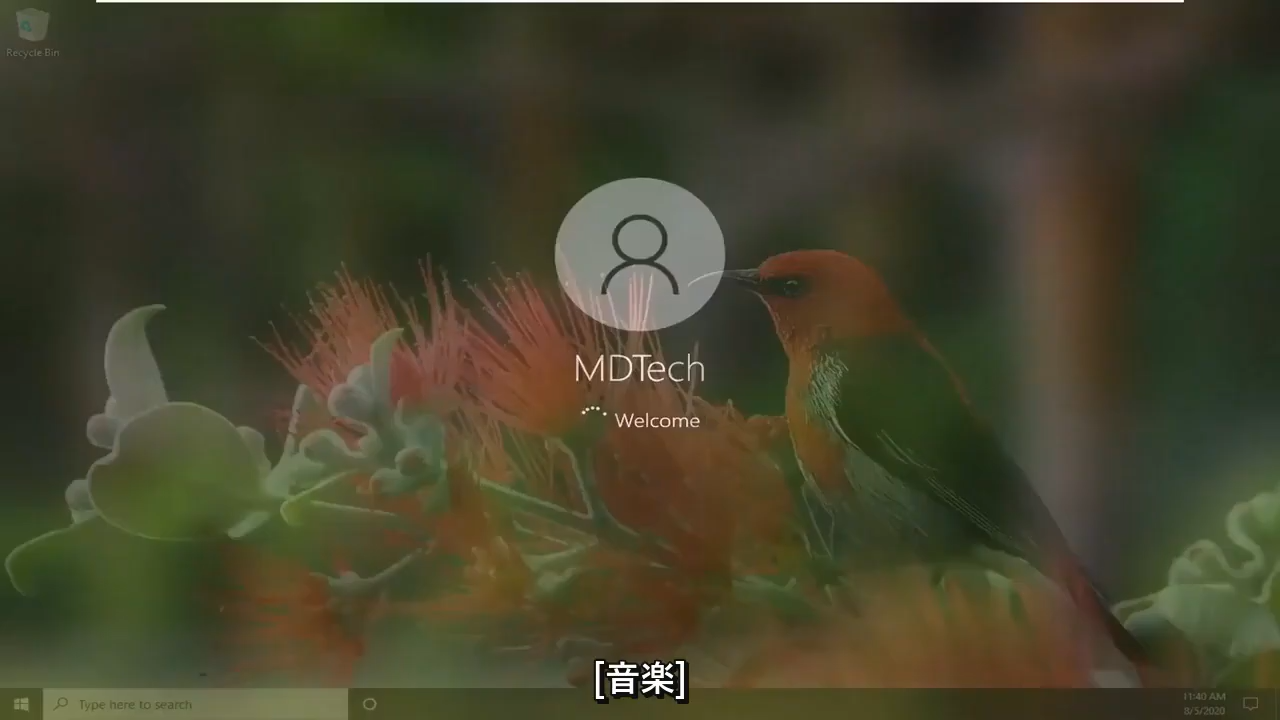 Recycle Bin
MDTech
Welcome
[音楽]
Type here to search
11:40 AM
8/5/2020